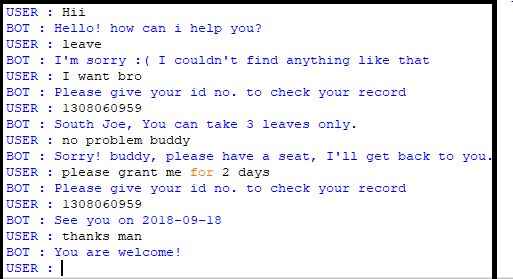 USER : Hii
BOT : Hello! how can i help you?
USER : leave
BOT : I'm sorry :( I couldn't find anything like that
USER : I want bro
BOT : Please give your id no. to check your record
USER : 1308060959
BOT : South Joe, You can take 3 leaves only.
USER : no problem buddy
BOT : Sorry! buddy, please have a seat, I'll get back to you.
USER : please grant me for 2 days
BOT : Please give your id no. to check your record
USER : 1308060959
BOT : See you on 2018-09-18
USER : thanks man
BOT : You are welcome!
USER :